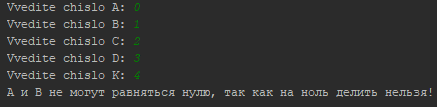 Vvedite chislo A: 0
Vvedite chislo B: 1
Vvedite chislo C: 2
Vvedite chislo D: 3
Vvedite chislo K: 4
А и В не могут равняться нулю, так как на ноль делить нельзя!